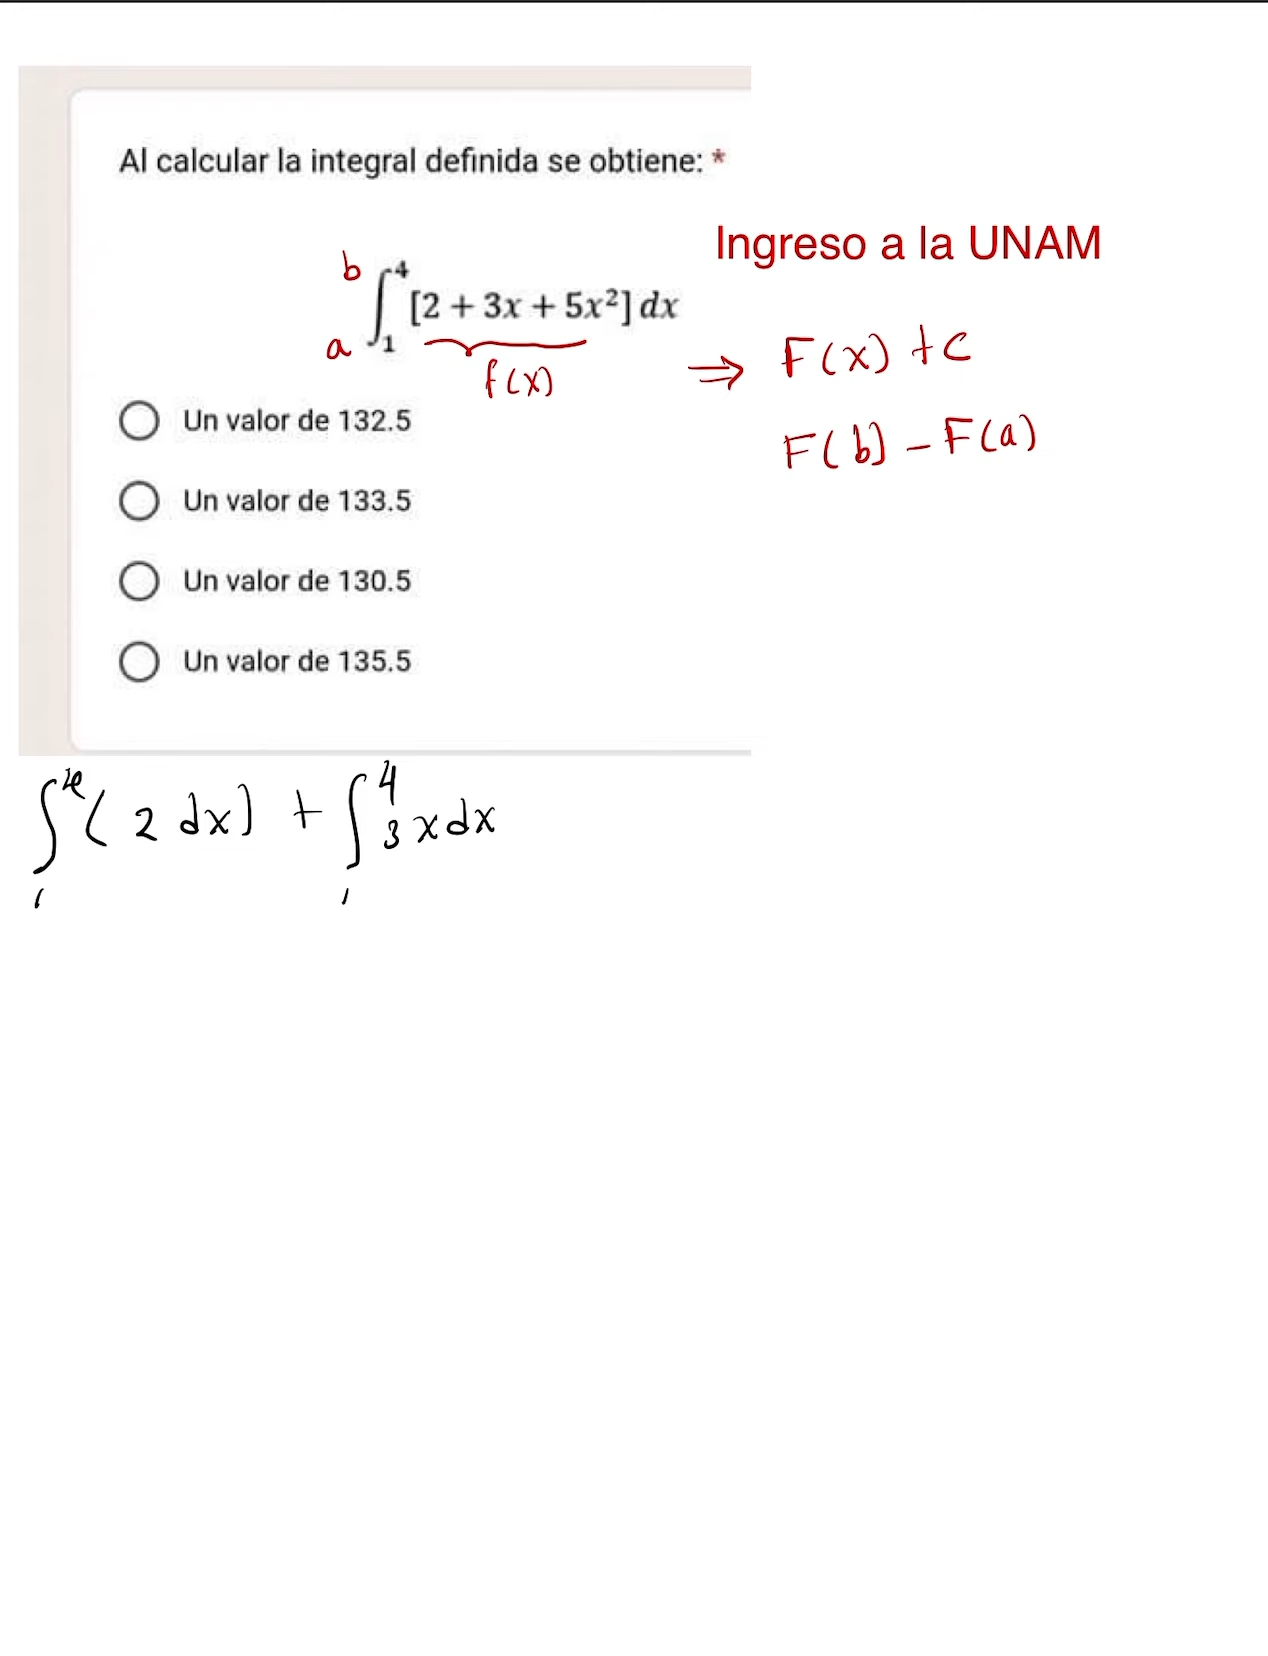 Al calcular la integral definida se obtiene: *
Ingreso a la UNAM
b
∫₁⁴ [2 + 3x + 5x²] dx
a
f(x)
⇒ F(x) + c
F(b) - F(a)
Un valor de 132.5
Un valor de 133.5
Un valor de 130.5
Un valor de 135.5
∫₁⁴ (2 dx) + ∫₁⁴ 3xdx